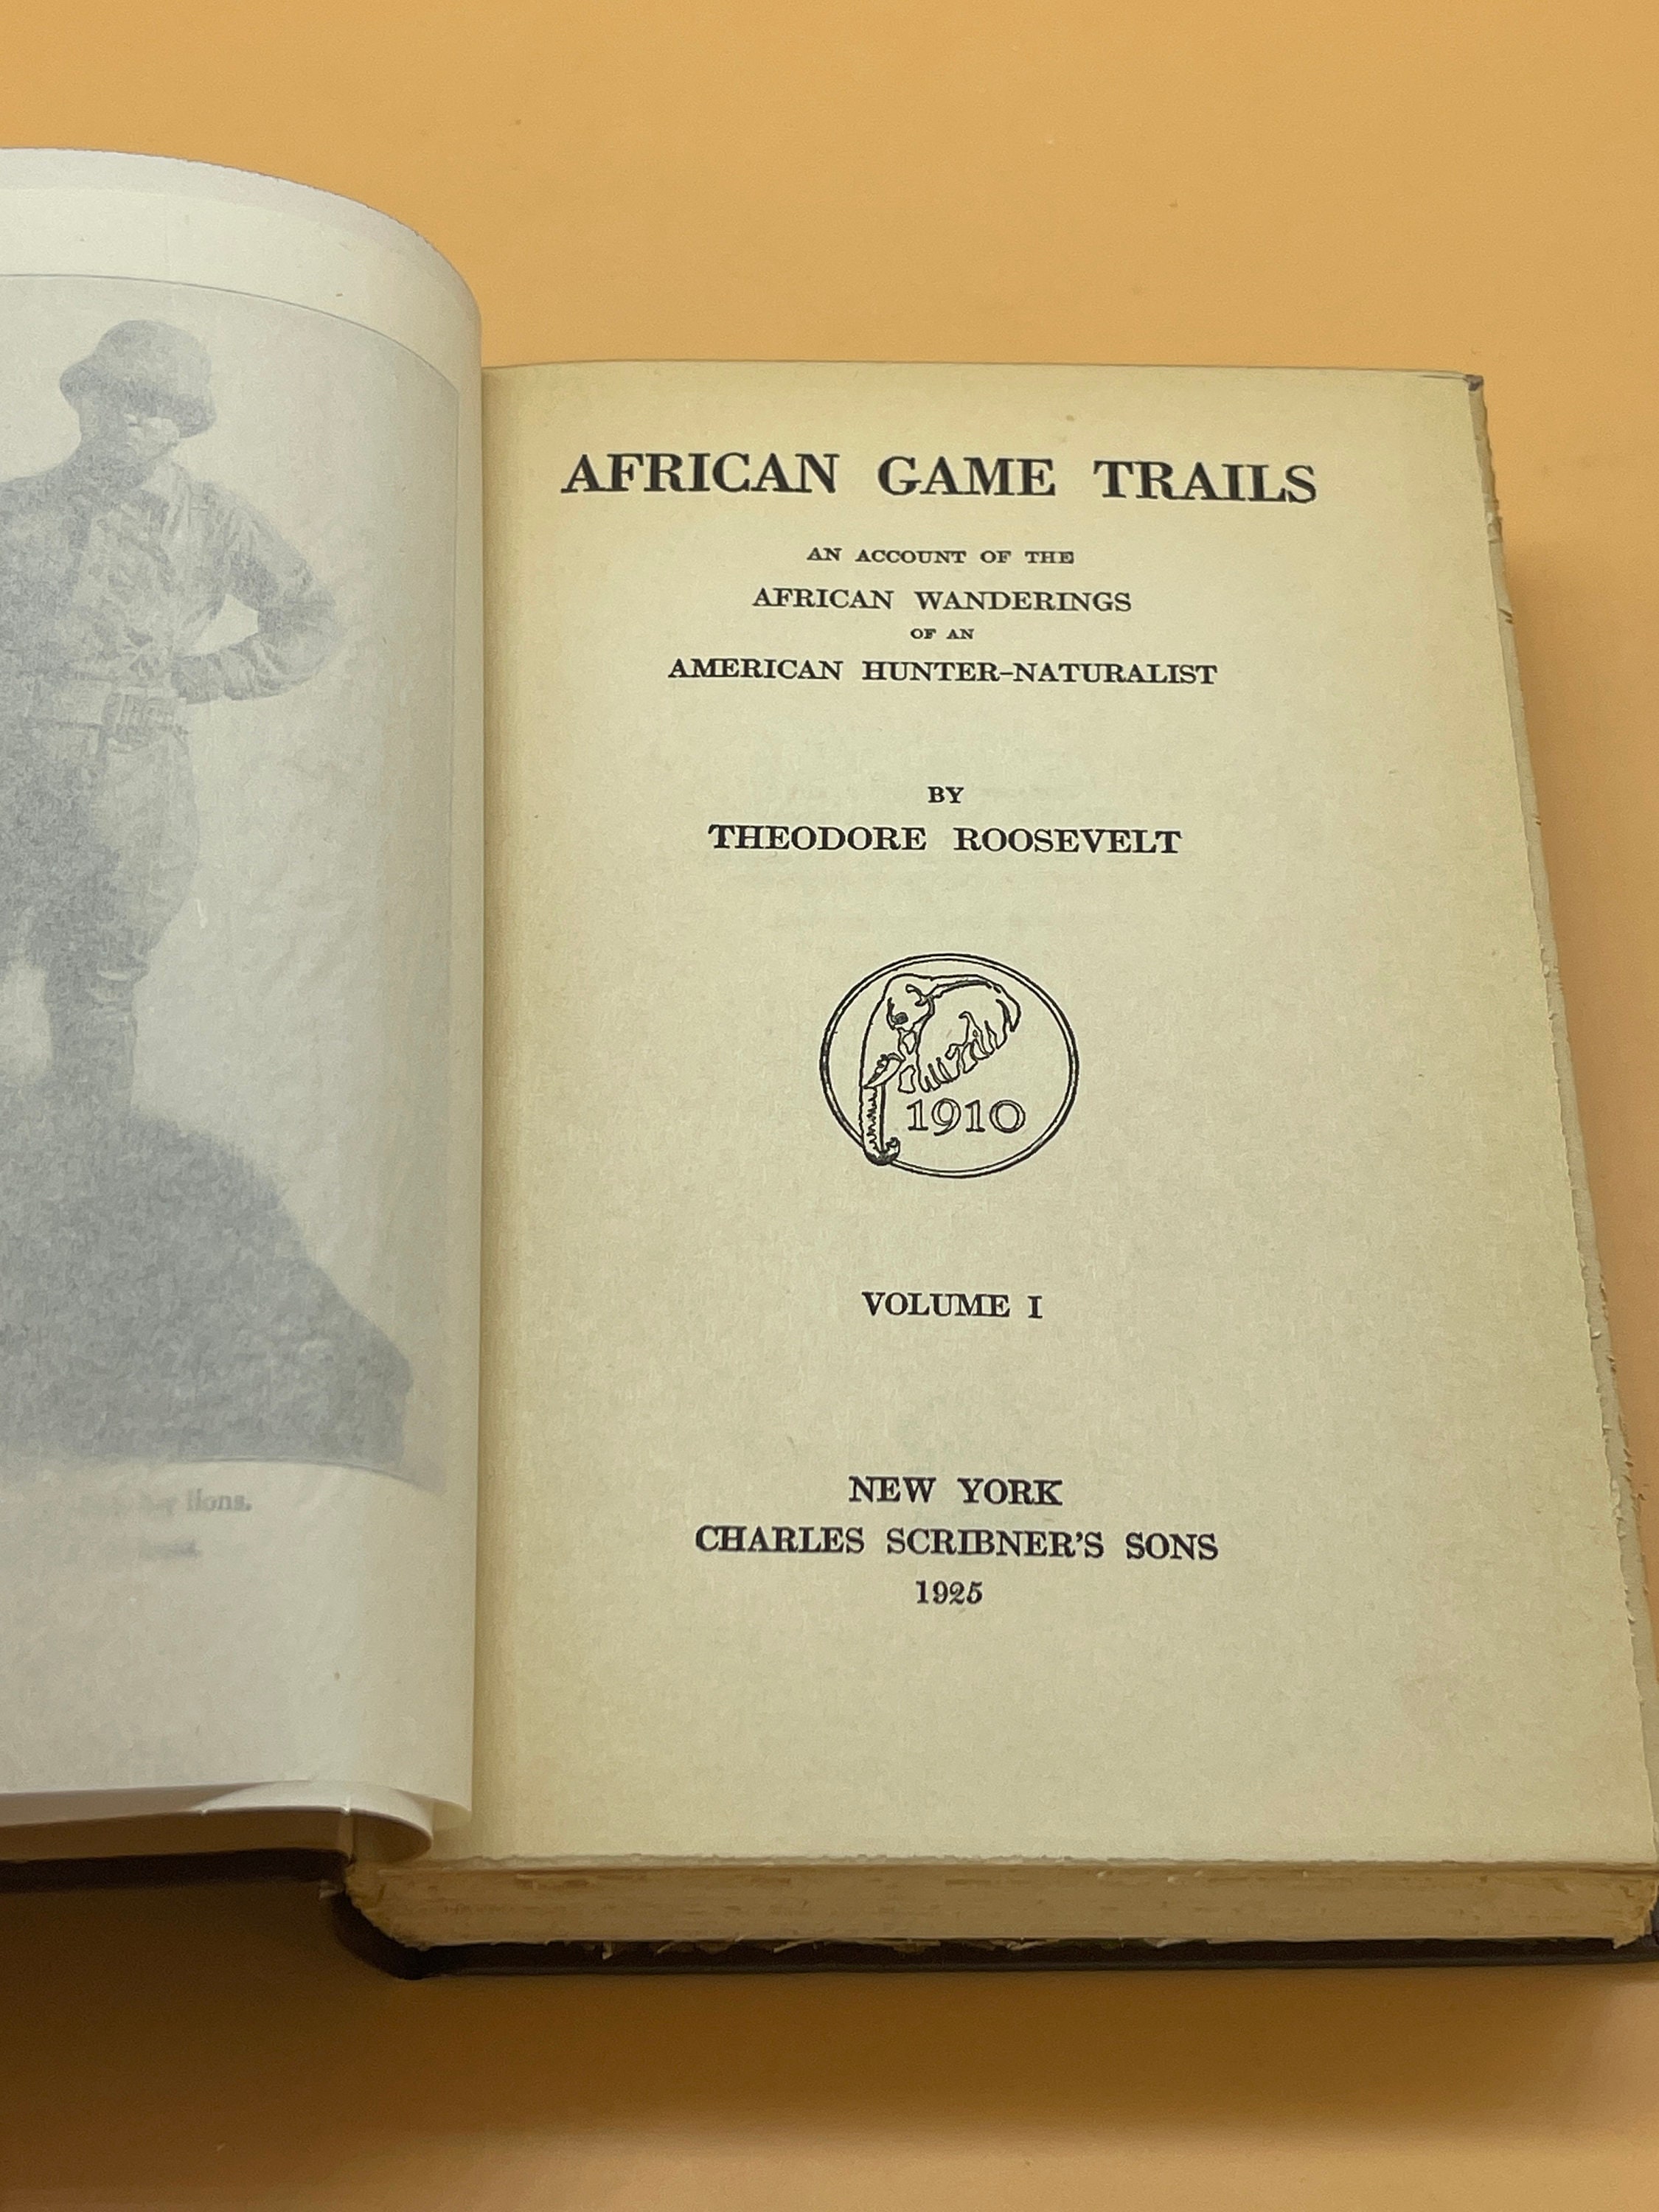 lions.
AFRICAN GAME TRAILS
AN ACCOUNT OF THE
AFRICAN WANDERINGS
OF AN
AMERICAN HUNTER-NATURALIST
BY
THEODORE ROOSEVELT
1910
VOLUME I
NEW YORK
CHARLES SCRIBNER'S SONS
1925